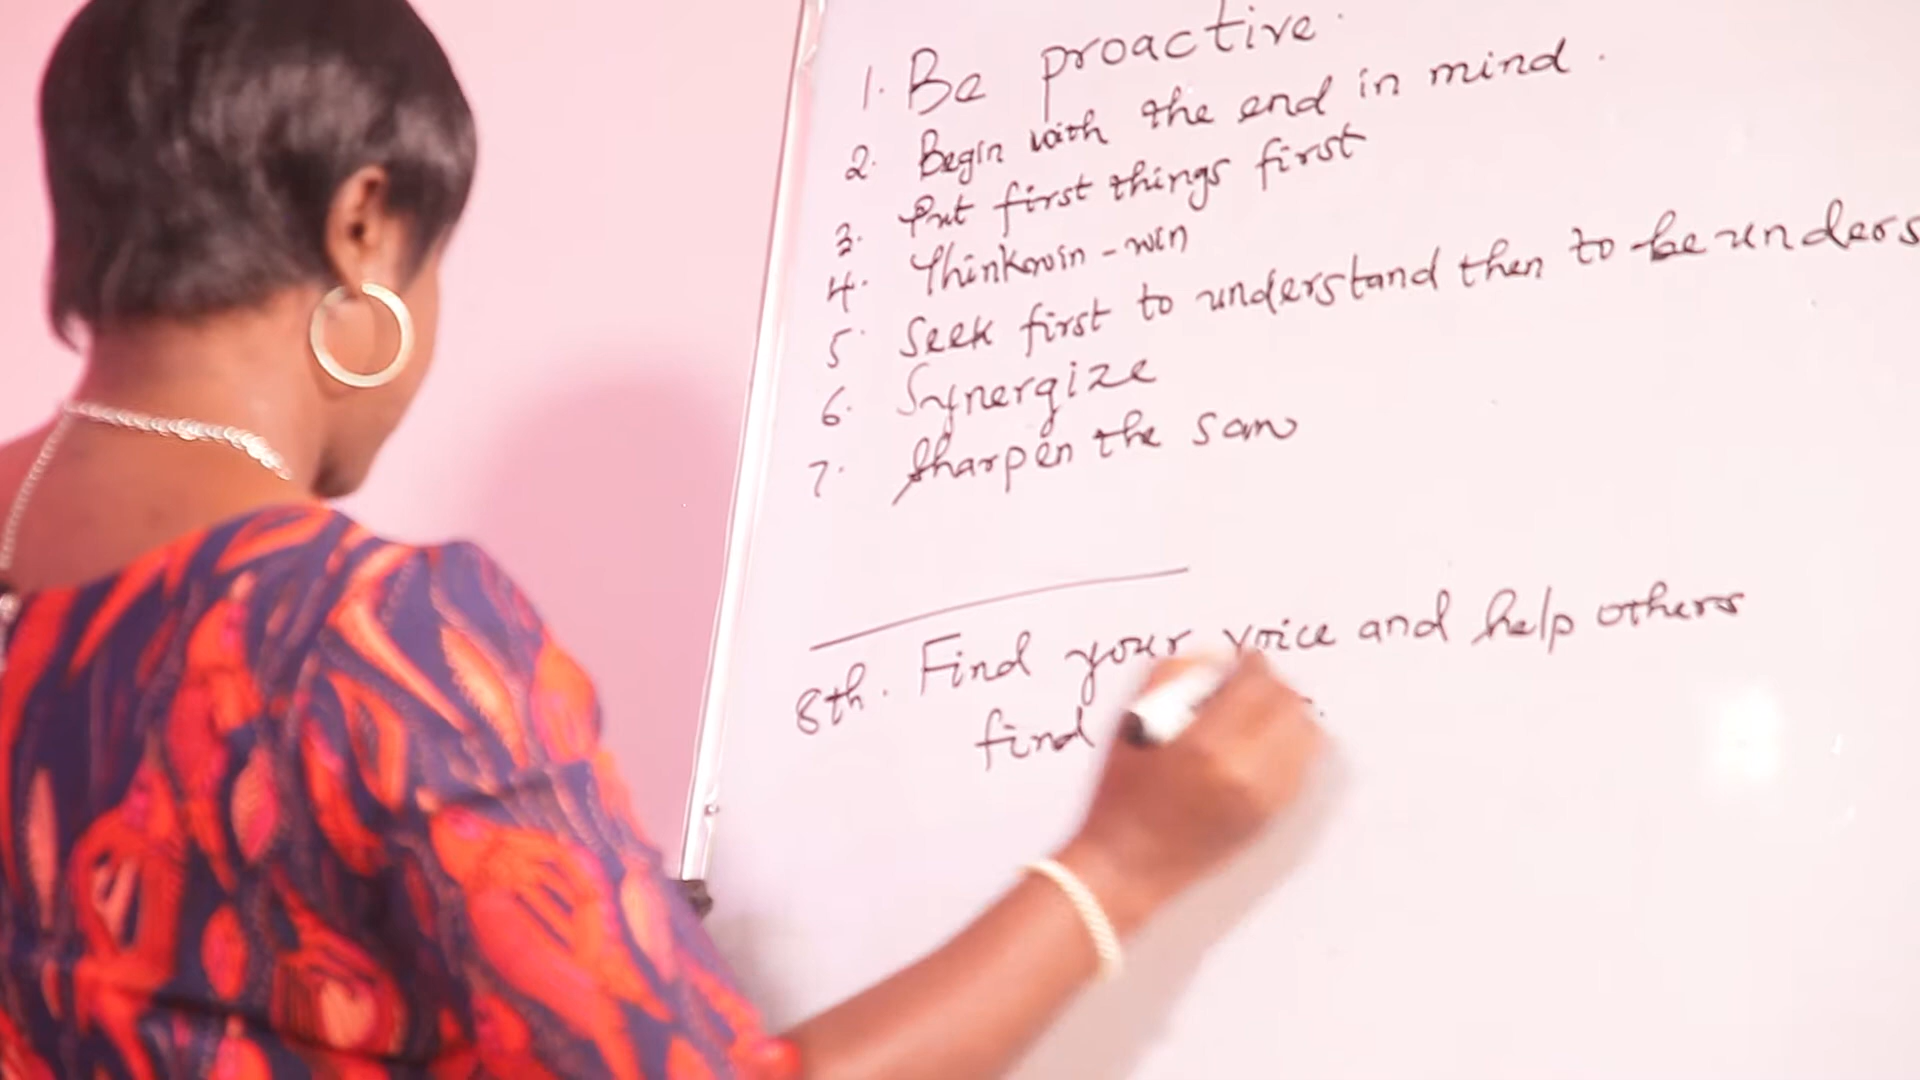 1. Be proactive.
2. Begin with the end in mind.
3. Put first things first
4. Think win-win
5. Seek first to understand then to be unders
6. Synergize
7. Sharpen the saw
8th. Find your voice and help others
find